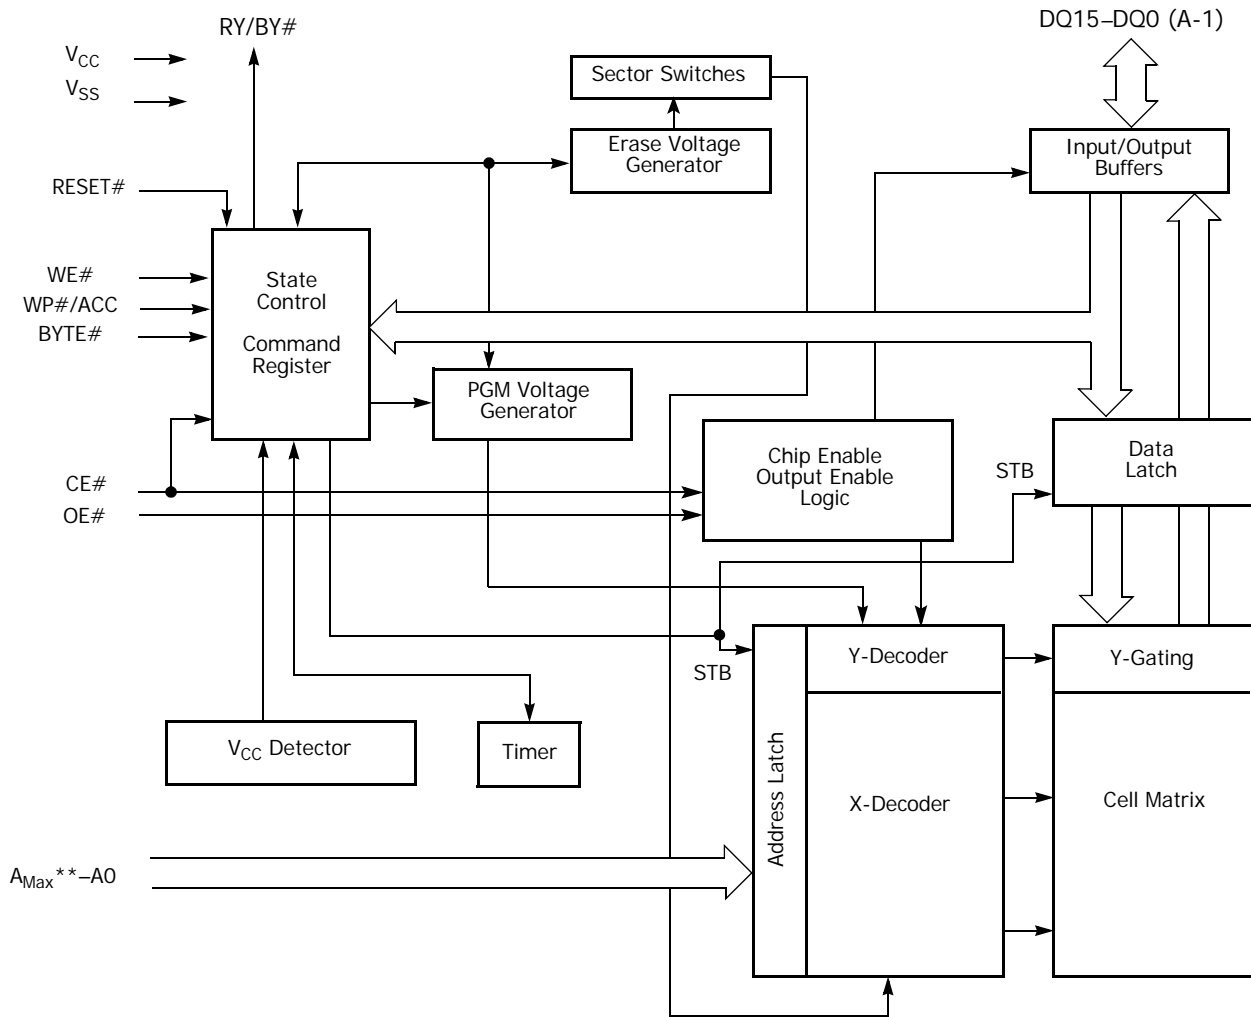 RY/BY#
DQ15–DQ0 (A-1)
VCC
VSS
Sector Switches
Erase Voltage
Generator
Input/Output
Buffers
RESET#
WE#
WP#/ACC
BYTE#
State
Control
Command
Register
PGM Voltage
Generator
Chip Enable
Output Enable
Logic
Data
Latch
STB
CE#
OE#
STB
Y-Decoder
Y-Gating
VCC Detector
Timer
Address Latch
X-Decoder
Cell Matrix
AMax**–A0